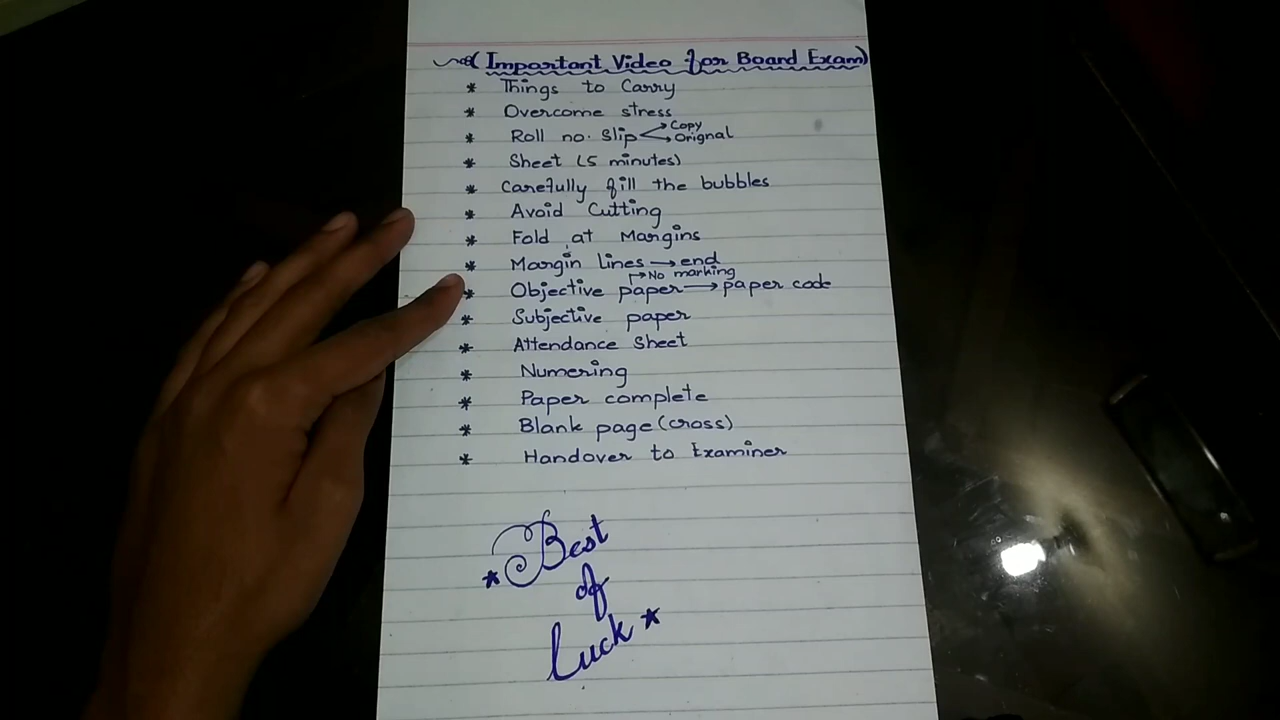 (Important Video for Board Exam)
* Things to Carry
* Overcome stress
* Roll no. Slip → Copy
→ Orignal
* Sheet (5 minutes)
* Carefully fill the bubbles
* Avoid Cutting
* Fold at Margins
* Margin lines → end
→ No marking
* Objective paper → paper code
* Subjective paper
* Attendance Sheet
* Numering
* Paper complete
* Blank page (cross)
* Handover to Examiner
* Best
of
Luck *